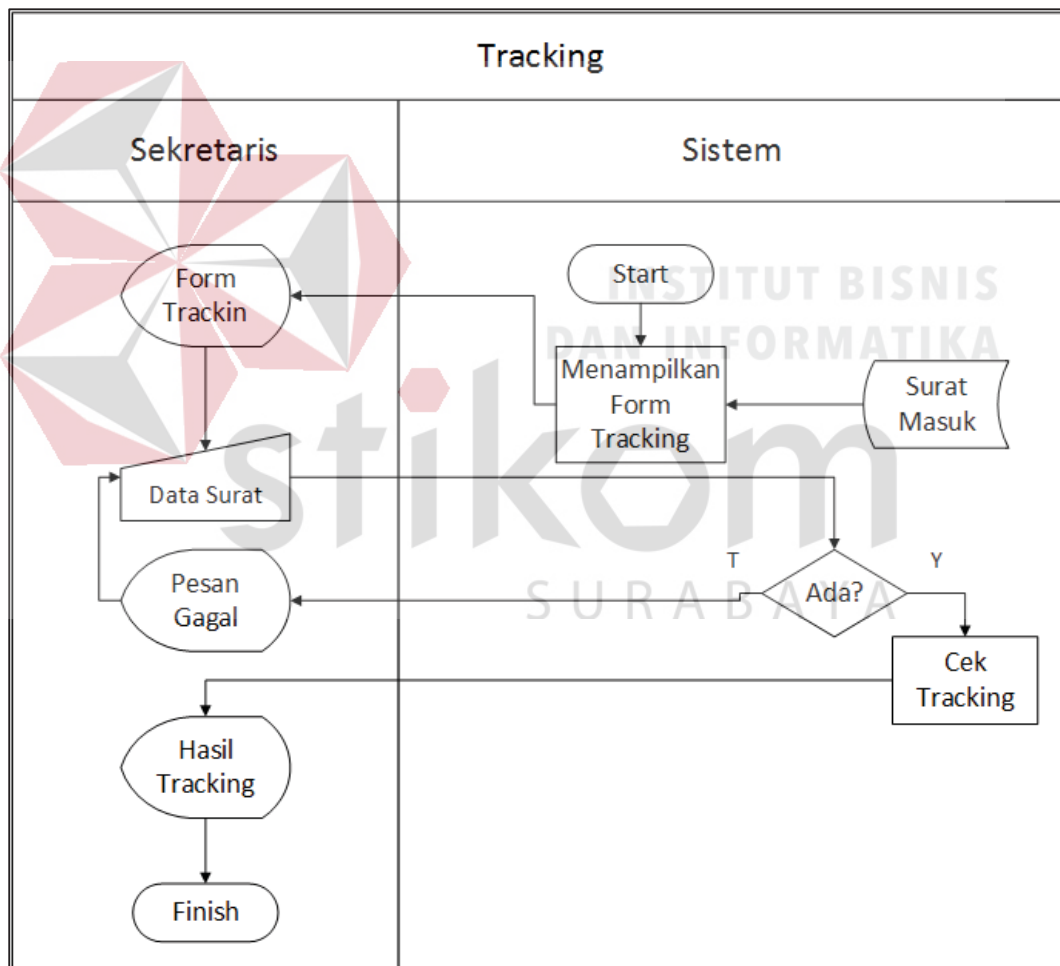 Tracking
Sekretaris
Sistem
Form
Trackin
Start
INSTITUT BISNIS
DAN INFORMATIKA
Menampilkan
Form
Tracking
Surat
Masuk
stikom
Data Surat
T
Y
Ada?
Pesan
Gagal
SURABAYA
Cek
Tracking
Hasil
Tracking
Finish